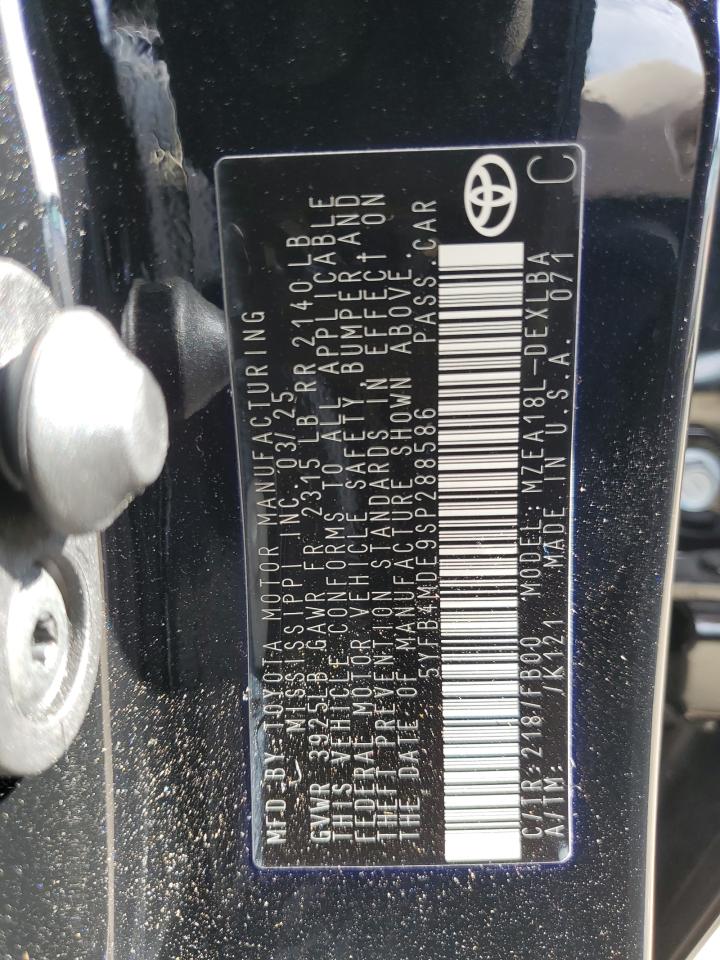 MFD BY TOYOTA MOTOR MANUFACTURING
MISSISSIPPI INC. 03/25
GVWR 3925LB GAWR FR 2315LB RR 2140LB
THIS VEHICLE CONFORMS TO ALL APPLICABLE
FEDERAL MOTOR VEHICLE SAFETY, BUMPER, AND
THEFT PREVENTION STANDARDS IN EFFECT ON
THE DATE OF MANUFACTURE SHOWN ABOVE.
5YFB4MDE9SP288586 PASS.CAR
C/TR:218/FB00 MODEL:MZEA18L-DEXLBA
A/TM: /K121 MADE IN U.S.A. 071
C